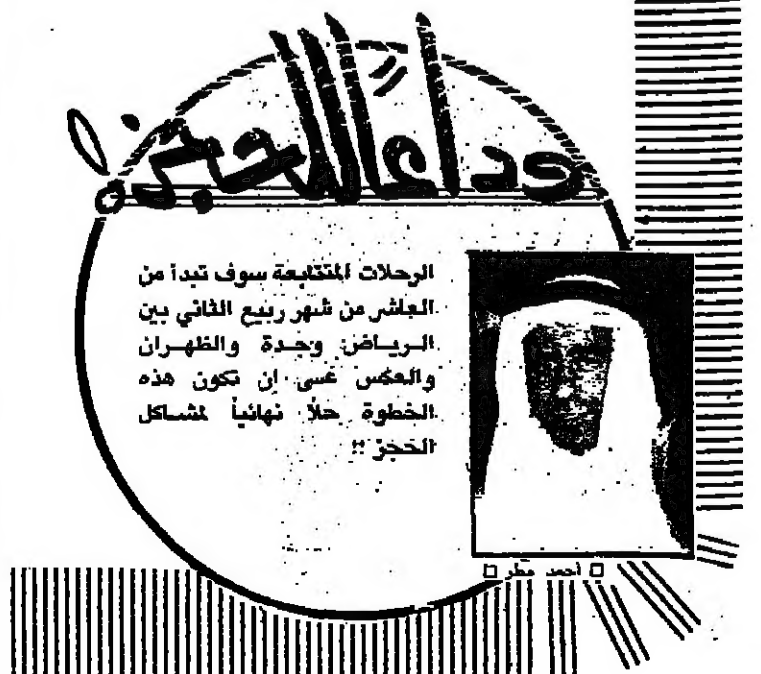 وداعاً للحجز !
الرحلات المتتابعة سوف تبدأ من
العاشر من شهر ربيع الثاني بين
الرياض وجدة والظهران
والعكس عسى ان تكون هذه
الخطوة حلاً نهائياً لمشاكل
الحجز !!
□ أحمد مطر □